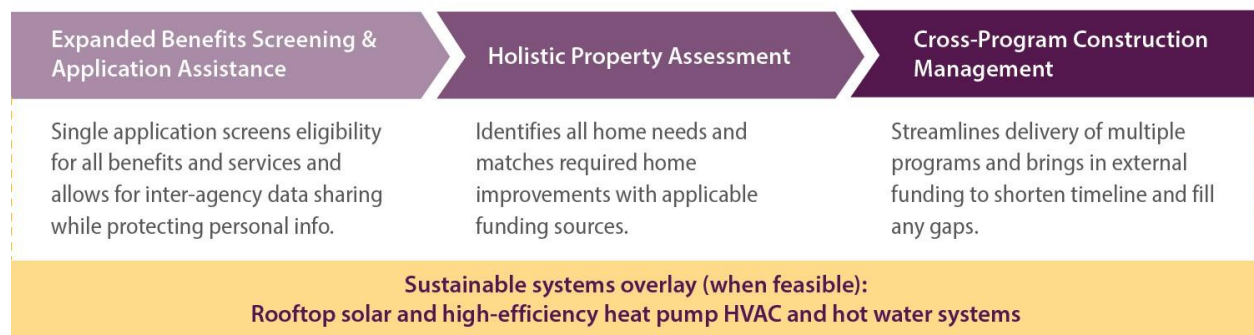 Expanded Benefits Screening &
Application Assistance
Single application screens eligibility
for all benefits and services and
allows for inter-agency data sharing
while protecting personal info.
Holistic Property Assessment
Identifies all home needs and
matches required home
improvements with applicable
funding sources.
Cross-Program Construction
Management
Streamlines delivery of multiple
programs and brings in external
funding to shorten timeline and fill
any gaps.
Sustainable systems overlay (when feasible):
Rooftop solar and high-efficiency heat pump HVAC and hot water systems